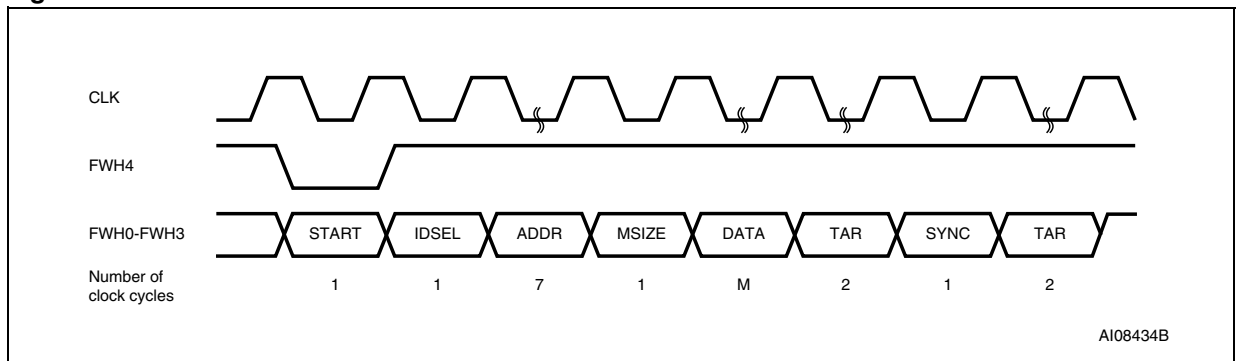 CLK
FWH4
FWH0-FWH3 START IDSEL ADDR MSIZE DATA TAR SYNC TAR
Number of
clock cycles 1 1 7 1 M 2 1 2
AI08434B